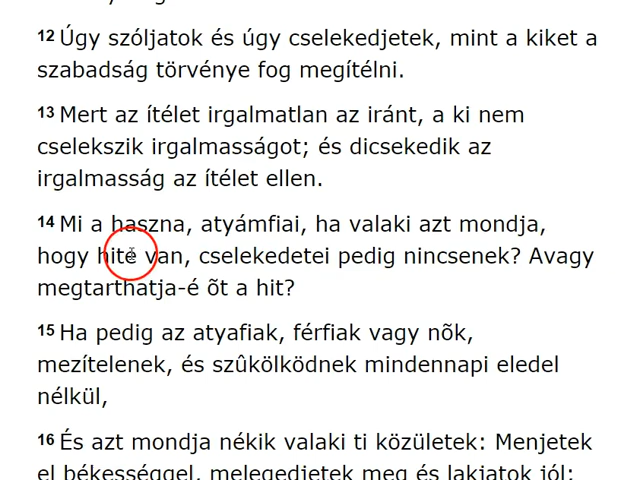 12 Úgy szóljatok és úgy cselekedjetek, mint a kiket a
szabadság törvénye fog megítélni.
13 Mert az ítélet irgalmatlan az iránt, a ki nem
cselekszik irgalmasságot; és dicsekedik az
irgalmasság az ítélet ellen.
14 Mi a haszna, atyámfiai, ha valaki azt mondja,
hogy hite van, cselekedetei pedig nincsenek? Avagy
megtarthatja-é õt a hit?
15 Ha pedig az atyafiak, férfiak vagy nõk,
mezítelenek, és szûkölködnek mindennapi eledel
nélkül,
16 És azt mondja nékik valaki ti közületek: Menjetek
el békességgel, melegedjetek meg és lakjatok jól;